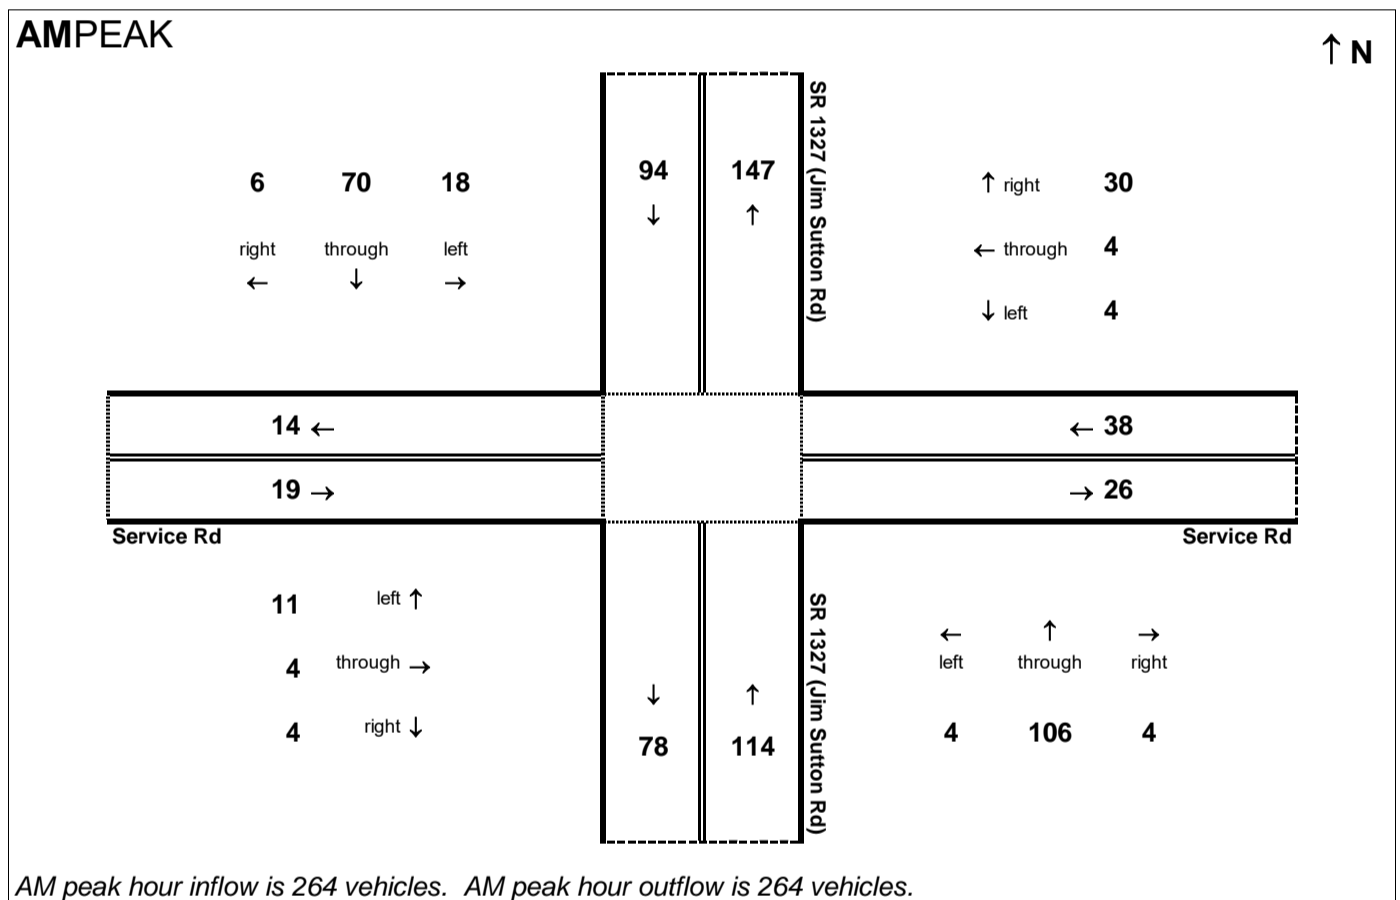 AMPEAK
↑ N
SR 1327 (Jim Sutton Rd)
94 147
↓ ↑
6 70 18
right through left
← ↓ →
↑ right 30
← through 4
↓ left 4
14 ←
← 38
19 →
→ 26
Service Rd
Service Rd
11 left ↑
4 through →
4 right ↓
SR 1327 (Jim Sutton Rd)
↓ ↑
78 114
← ↑ →
left through right
4 106 4
AM peak hour inflow is 264 vehicles. AM peak hour outflow is 264 vehicles.